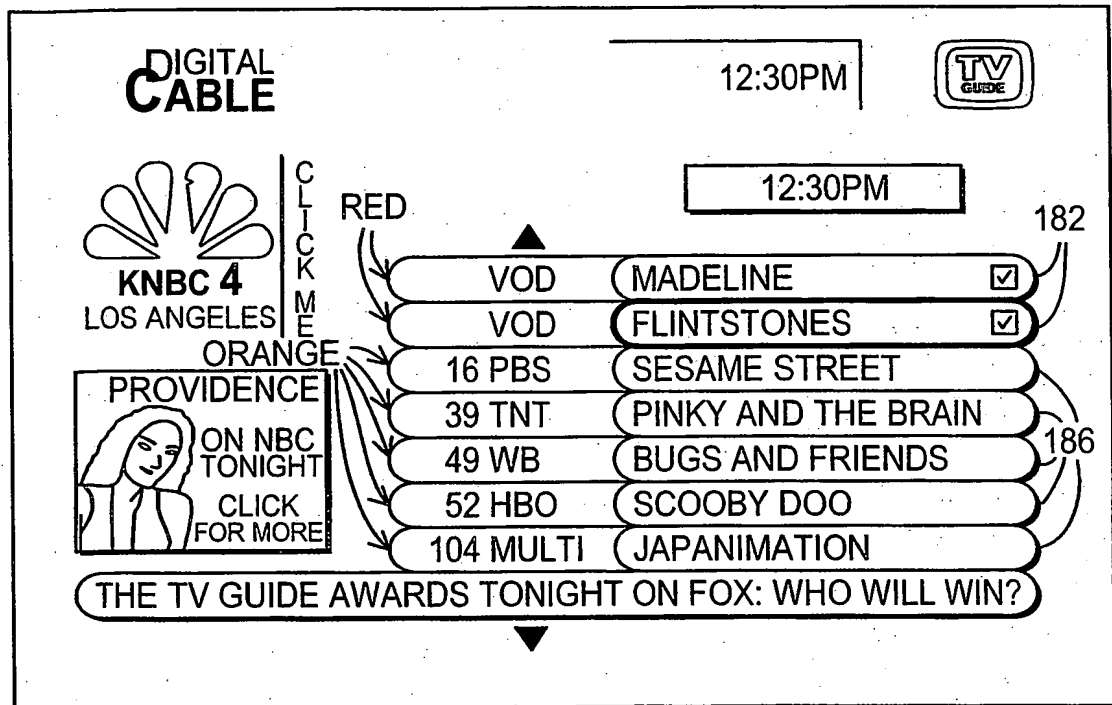 DIGITAL
CABLE
12:30PM
TV
GUIDE
KNBC 4
LOS ANGELES
CLICK ME
RED
12:30PM
182
VOD MADELINE
VOD FLINTSTONES
ORANGE
16 PBS SESAME STREET
39 TNT PINKY AND THE BRAIN
49 WB BUGS AND FRIENDS
52 HBO SCOOBY DOO
104 MULTI JAPANIMATION
186
PROVIDENCE
ON NBC
TONIGHT
CLICK
FOR MORE
THE TV GUIDE AWARDS TONIGHT ON FOX: WHO WILL WIN?